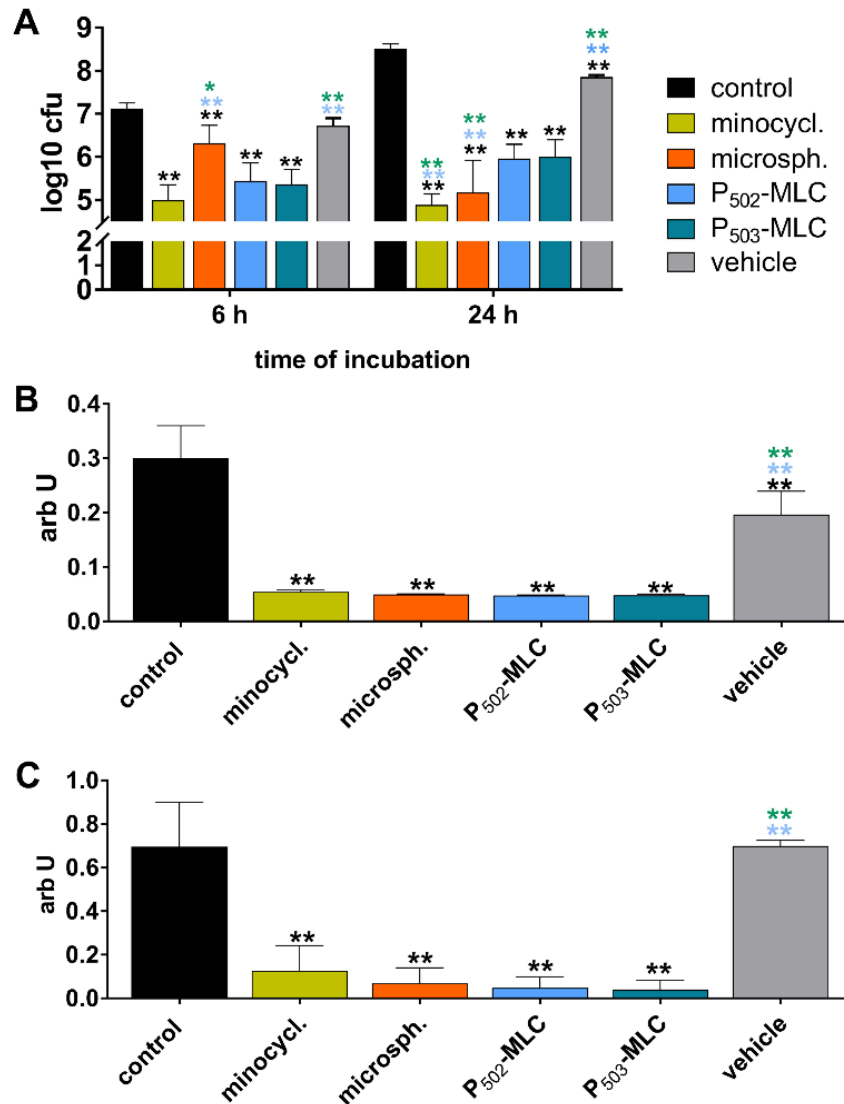 A
log10 cfu
9
8
7
6
5
2
1
0
* ** **
** ** **
** **
** **
** ** **
** ** **
** **
** ** **
6 h
24 h
time of incubation
control
minocycl.
microsph.
P502-MLC
P503-MLC
vehicle
B
arb U
0.4
0.3
0.2
0.1
0.0
** ** ** ** ** ** **
control
minocycl.
microsph.
P502-MLC
P503-MLC
vehicle
C
arb U
1.0
0.8
0.6
0.4
0.2
0.0
** ** ** ** ** **
control
minocycl.
microsph.
P502-MLC
P503-MLC
vehicle